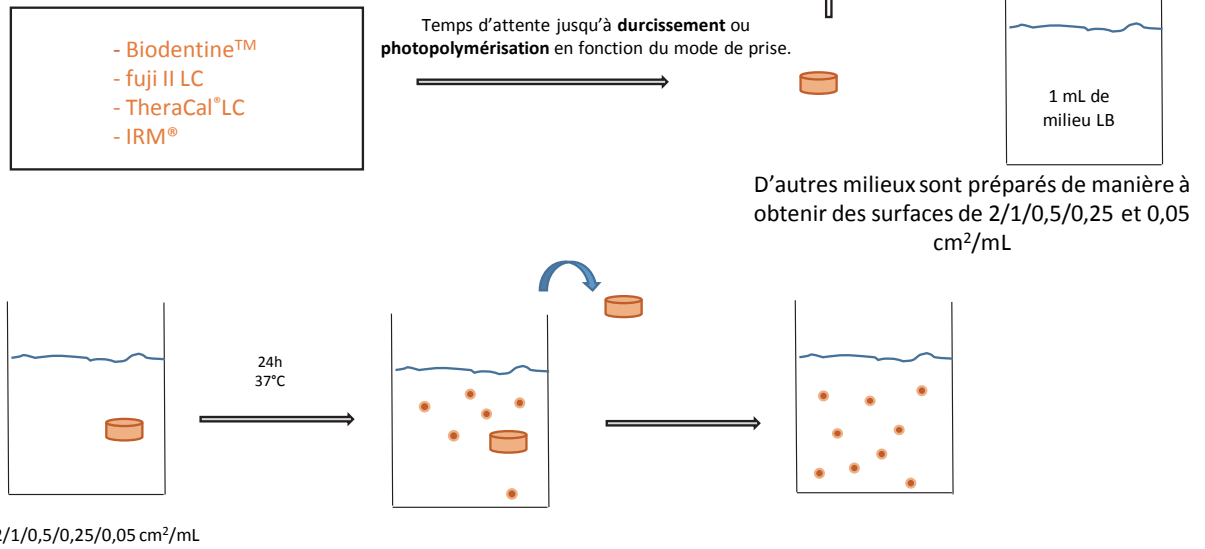 - Biodentine™
- fuji II LC
- TheraCal®LC
- IRM®
Temps d’attente jusqu’à durcissement ou
photopolymérisation en fonction du mode de prise.
1 mL de
milieu LB
D’autres milieux sont préparés de manière à
obtenir des surfaces de 2/1/0,5/0,25 et 0,05
cm²/mL
24h
37°C
2/1/0,5/0,25/0,05 cm²/mL